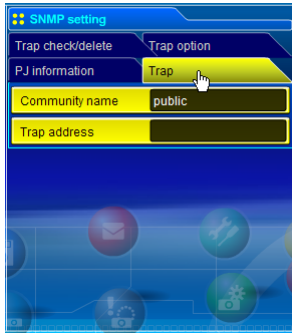 SNMP setting
Trap check/delete Trap option
PJ information Trap
Community name public
Trap address